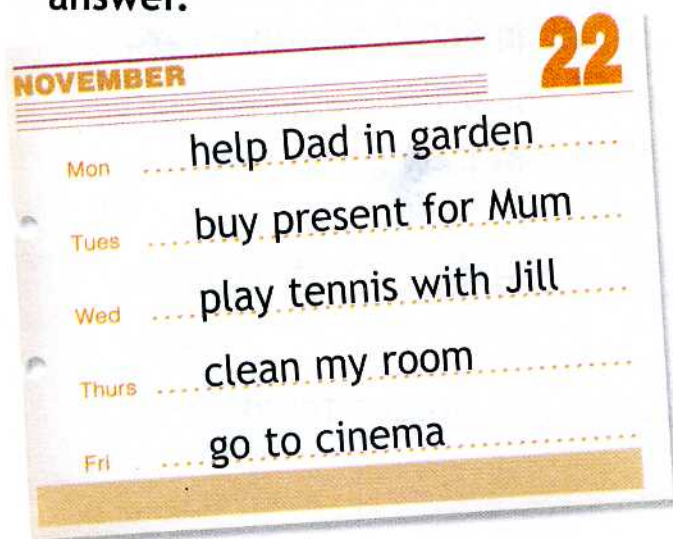 answer.
NOVEMBER 22
Mon help Dad in garden
Tues buy present for Mum
Wed play tennis with Jill
Thurs clean my room
Fri go to cinema